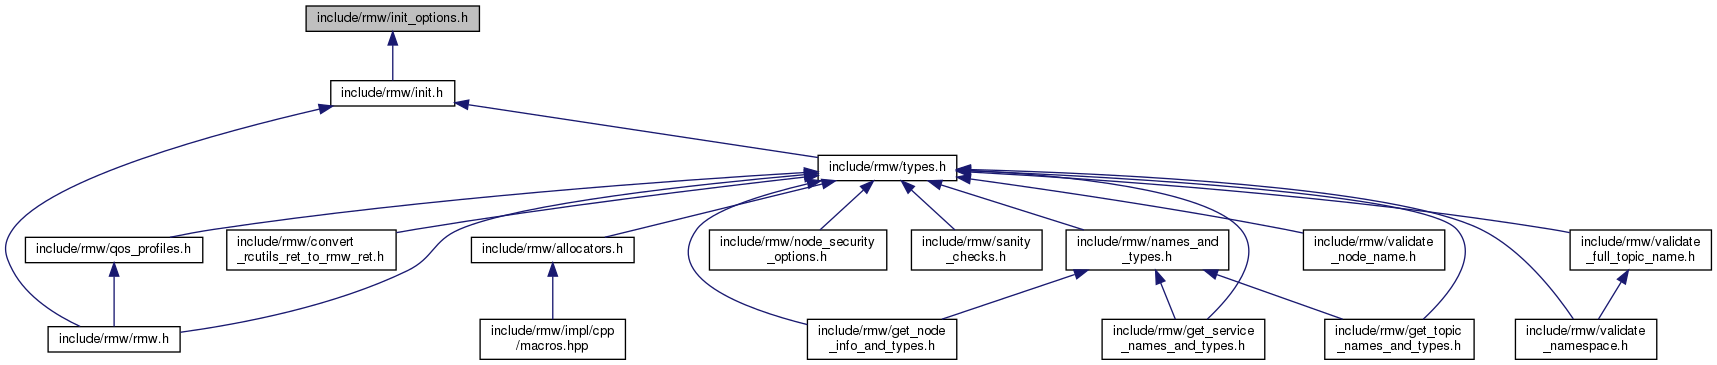 include/rmw/init_options.h
include/rmw/init.h
include/rmw/types.h
include/rmw/qos_profiles.h
include/rmw/convert
_rcutils_ret_to_rmw_ret.h
include/rmw/allocators.h
include/rmw/node_security
_options.h
include/rmw/sanity
_checks.h
include/rmw/names_and
_types.h
include/rmw/validate
_node_name.h
include/rmw/validate
_full_topic_name.h
include/rmw/rmw.h
include/rmw/impl/cpp
/macros.hpp
include/rmw/get_node
_info_and_types.h
include/rmw/get_service
_names_and_types.h
include/rmw/get_topic
_names_and_types.h
include/rmw/validate
_namespace.h